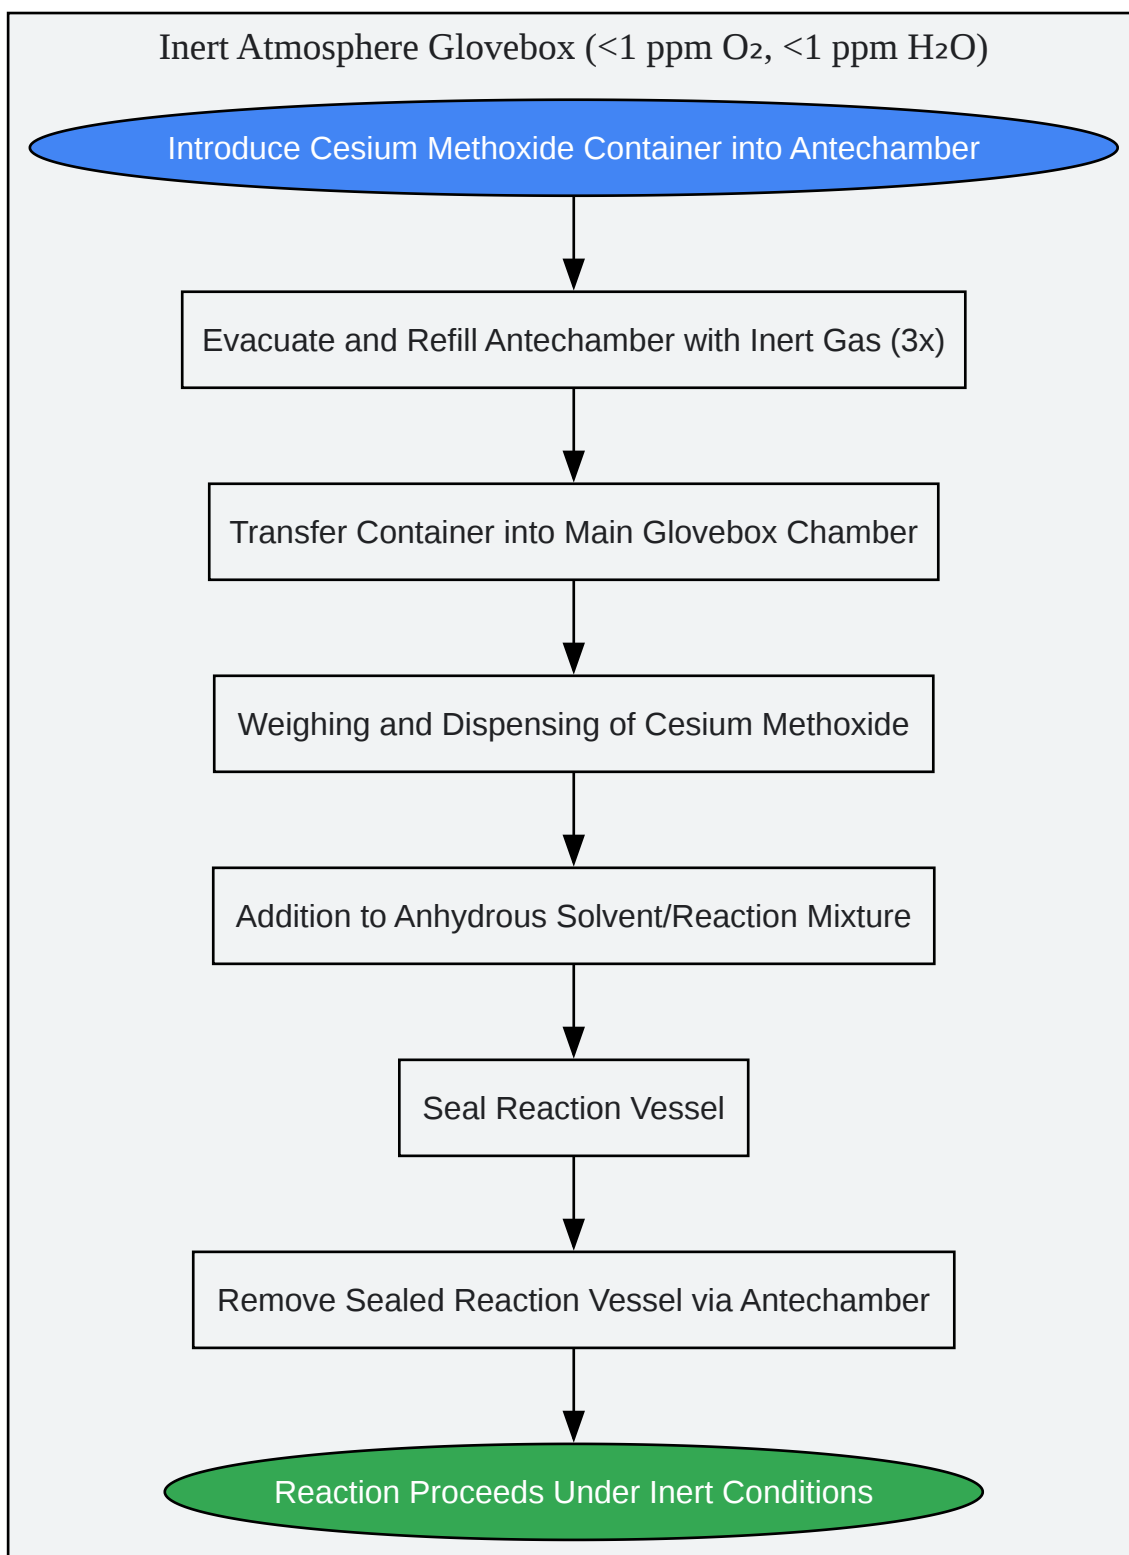 Inert Atmosphere Glovebox (<1 ppm O₂, <1 ppm H₂O)
Introduce Cesium Methoxide Container into Antechamber
Evacuate and Refill Antechamber with Inert Gas (3x)
Transfer Container into Main Glovebox Chamber
Weighing and Dispensing of Cesium Methoxide
Addition to Anhydrous Solvent/Reaction Mixture
Seal Reaction Vessel
Remove Sealed Reaction Vessel via Antechamber
Reaction Proceeds Under Inert Conditions